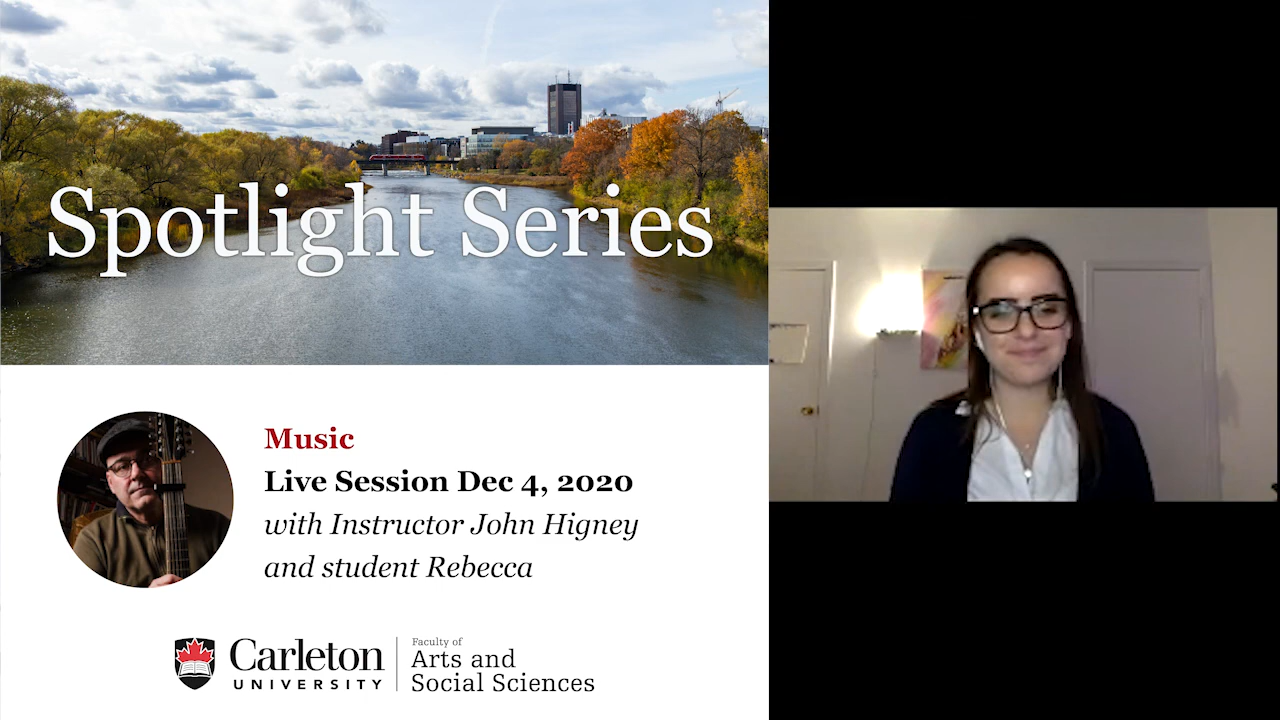 Spotlight Series
Music
Live Session Dec 4, 2020
with Instructor John Higney
and student Rebecca
Carleton
UNIVERSITY
Faculty of
Arts and
Social Sciences